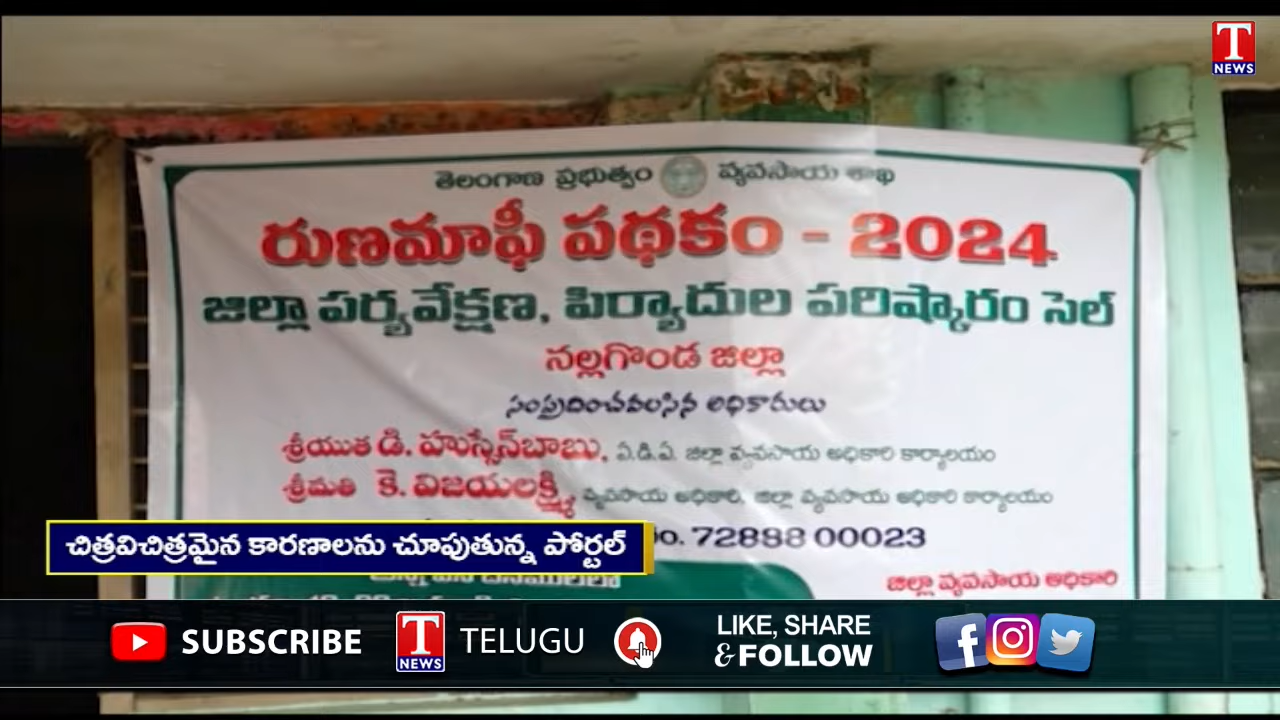 T
NEWS
తెలంగాణ ప్రభుత్వం వ్యవసాయ శాఖ
రుణమాఫీ పథకం - 2024
జిల్లా పర్యవేక్షణ, పిర్యాదుల పరిష్కారం సెల్
నల్లగొండ జిల్లా
సంప్రదించవలసిన అధికారులు
శ్రీయుత డి. హుస్సేన్‌బాబు, ఏ.డి.ఏ. జిల్లా వ్యవసాయ అధికారి కార్యాలయం
శ్రీమతి కె. విజయలక్ష్మి వ్యవసాయ అధికారి, జిల్లా వ్యవసాయ అధికారి కార్యాలయం
72888 00023
చిత్రవిచిత్రమైన కారణాలను చూపుతున్న పోర్టల్
జిల్లా వ్యవసాయ అధికారి
SUBSCRIBE T NEWS TELUGU LIKE, SHARE & FOLLOW